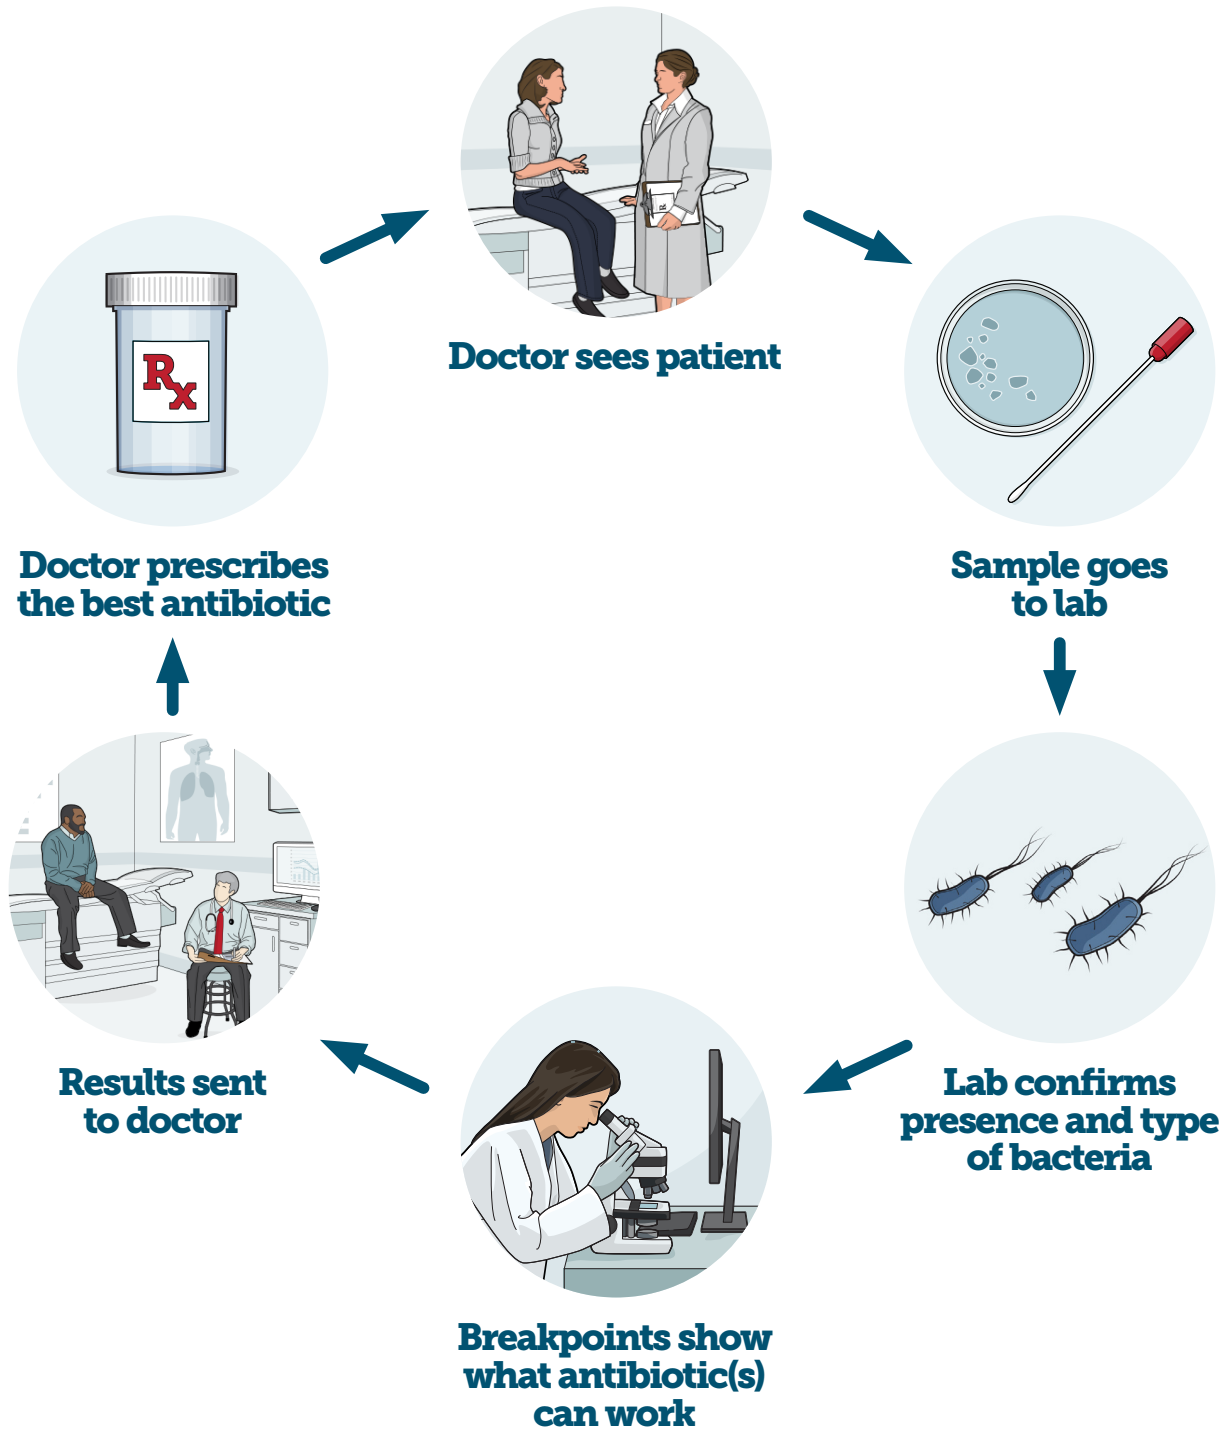 Doctor sees patient
Sample goes
to lab
Lab confirms
presence and type
of bacteria
Breakpoints show
what antibiotic(s)
can work
Results sent
to doctor
Rx
Doctor prescribes
the best antibiotic